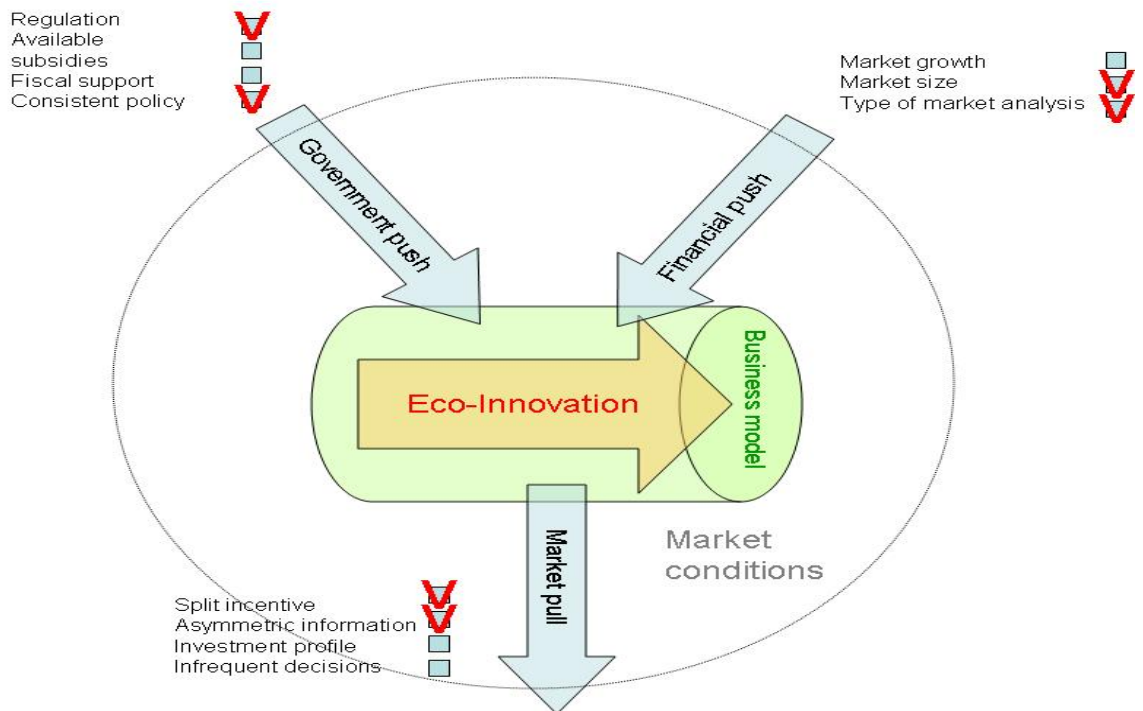 Regulation
Available
subsidies
Fiscal support
Consistent policy
Market growth
Market size
Type of market analysis
Government push
Financial push
Eco-Innovation
Business model
Market pull
Market
conditions
Split incentive
Asymmetric information
Investment profile
Infrequent decisions